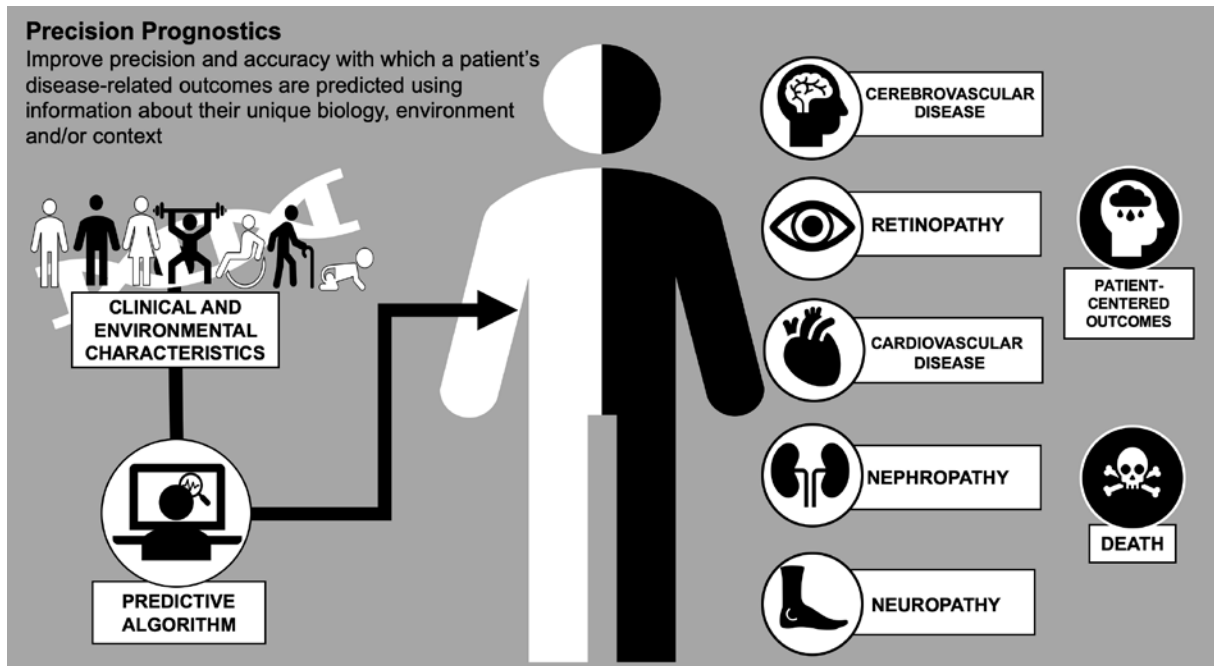 Precision Prognostics
Improve precision and accuracy with which a patient's
disease-related outcomes are predicted using
information about their unique biology, environment
and/or context
CLINICAL AND
ENVIRONMENTAL
CHARACTERISTICS
PREDICTIVE
ALGORITHM
CEREBROVASCULAR
DISEASE
RETINOPATHY
CARDIOVASCULAR
DISEASE
NEPHROPATHY
NEUROPATHY
PATIENT-
CENTERED
OUTCOMES
DEATH